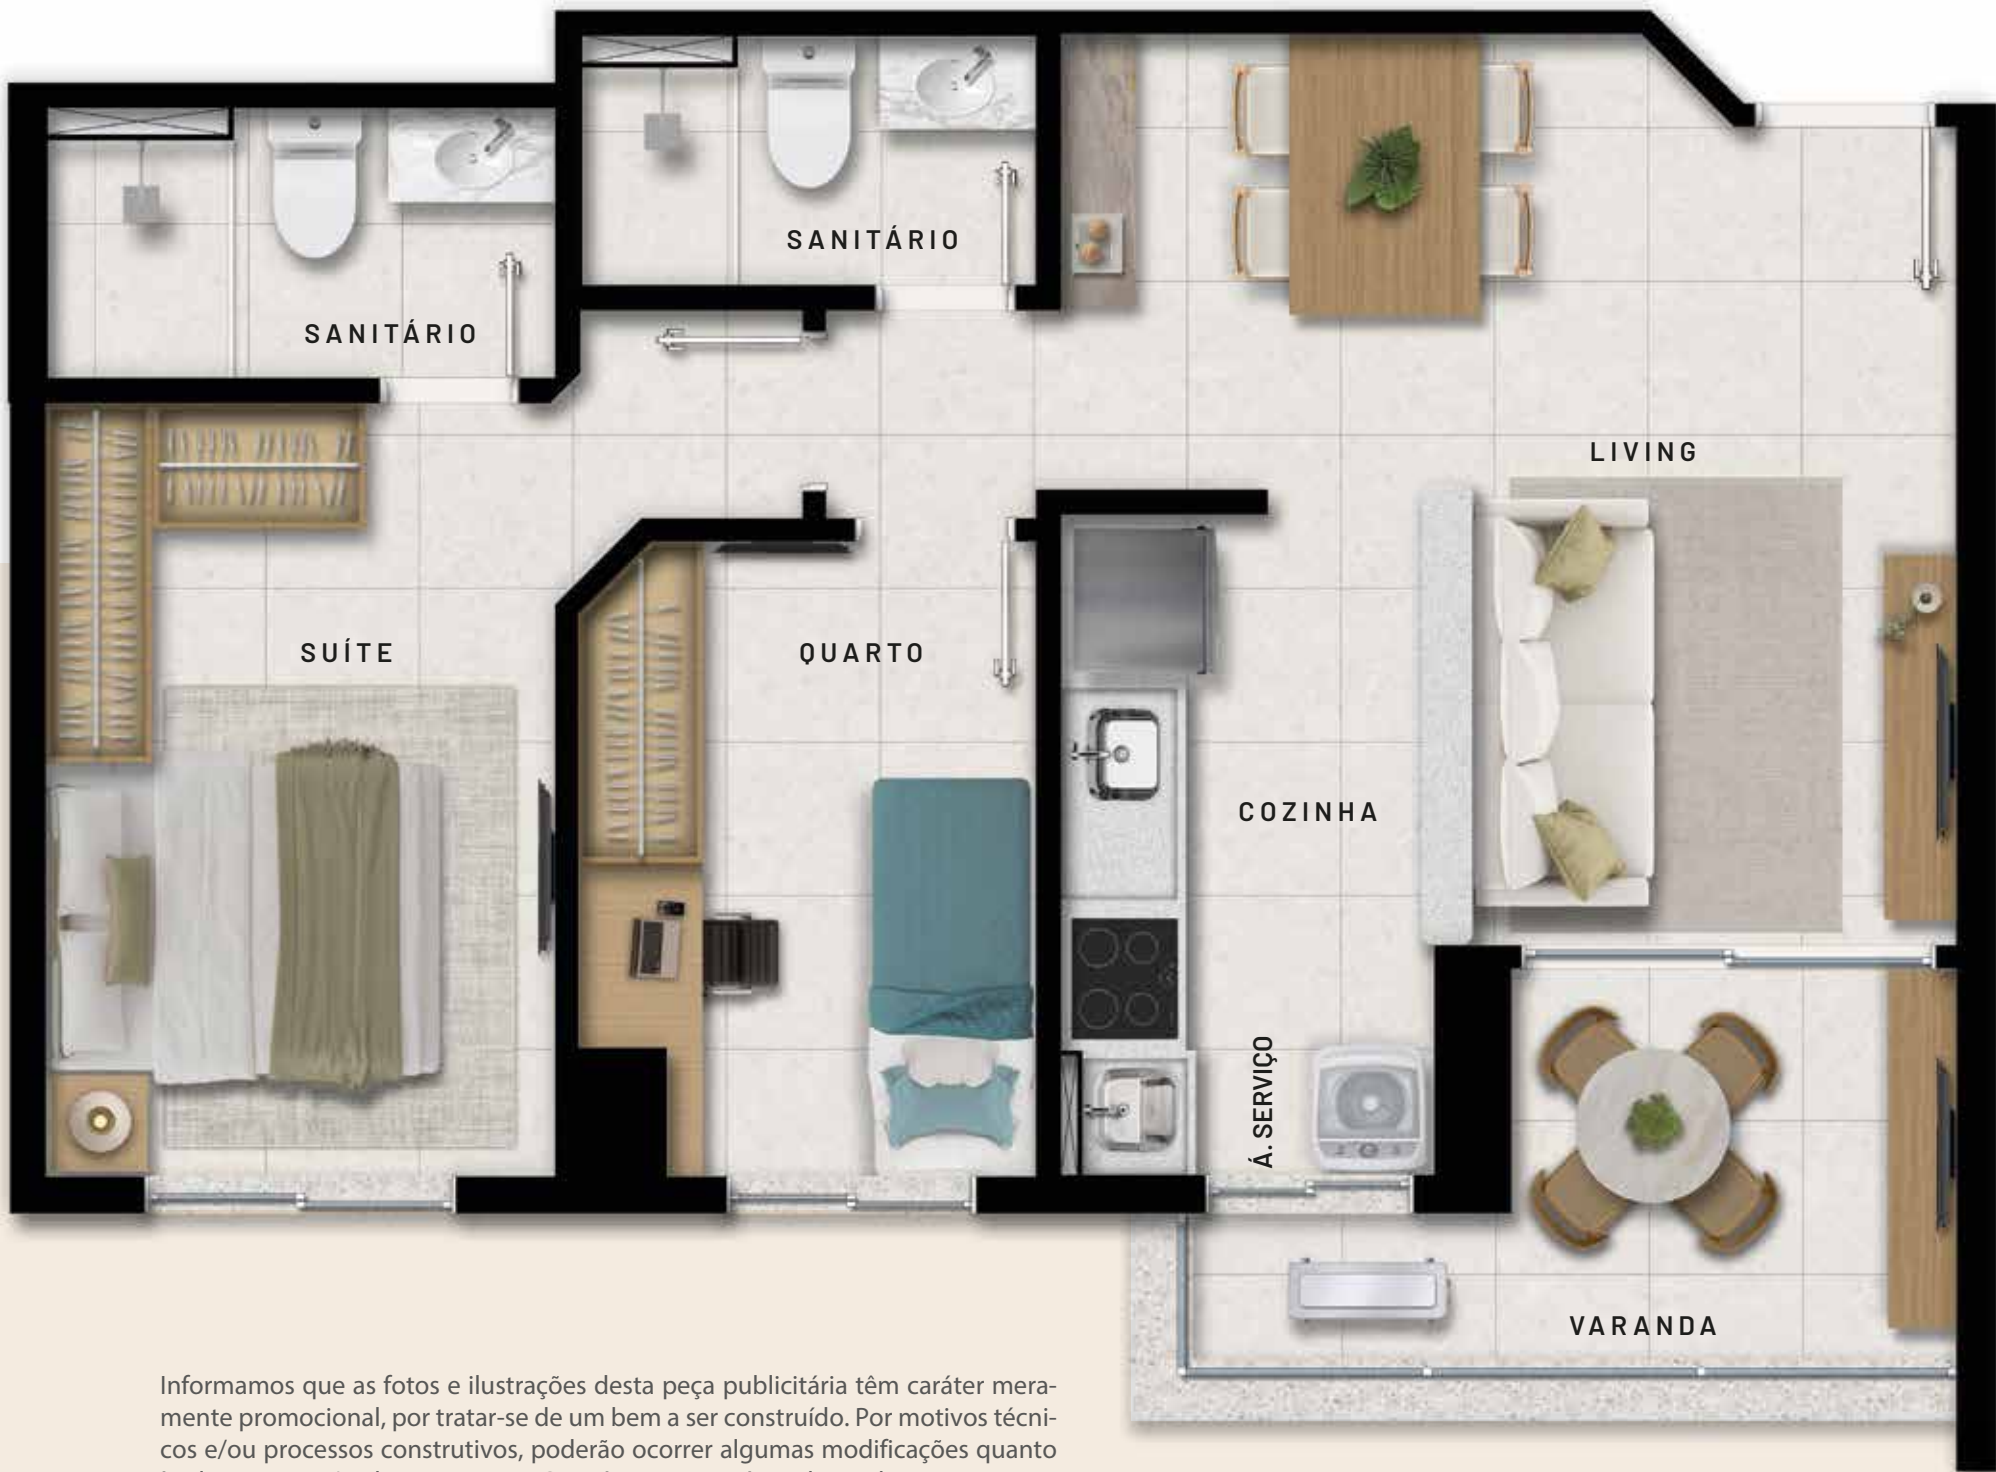 SANITÁRIO
SANITÁRIO
LIVING
SUÍTE
QUARTO
COZINHA
Á. SERVIÇO
VARANDA
Informamos que as fotos e ilustrações desta peça publicitária têm caráter mera-
mente promocional, por tratar-se de um bem a ser construído. Por motivos técni-
cos e/ou processos construtivos, poderão ocorrer algumas modificações quanto